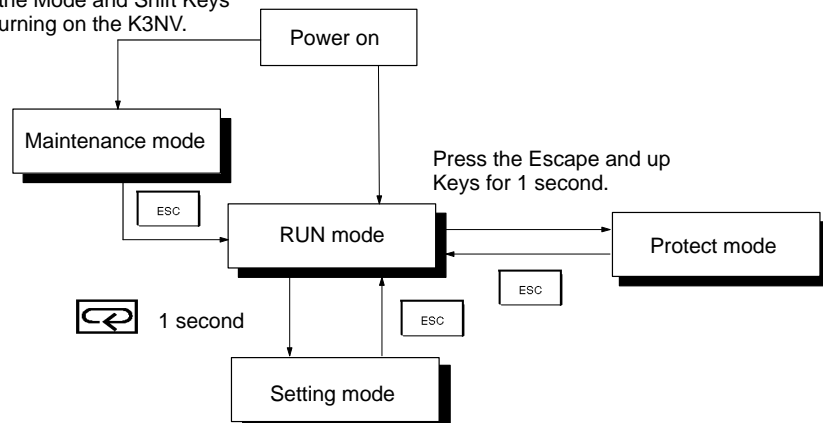 the Mode and Shift Keys
urning on the K3NV.
Power on
Maintenance mode
ESC
Press the Escape and up
Keys for 1 second.
RUN mode
Protect mode
ESC
1 second
ESC
Setting mode